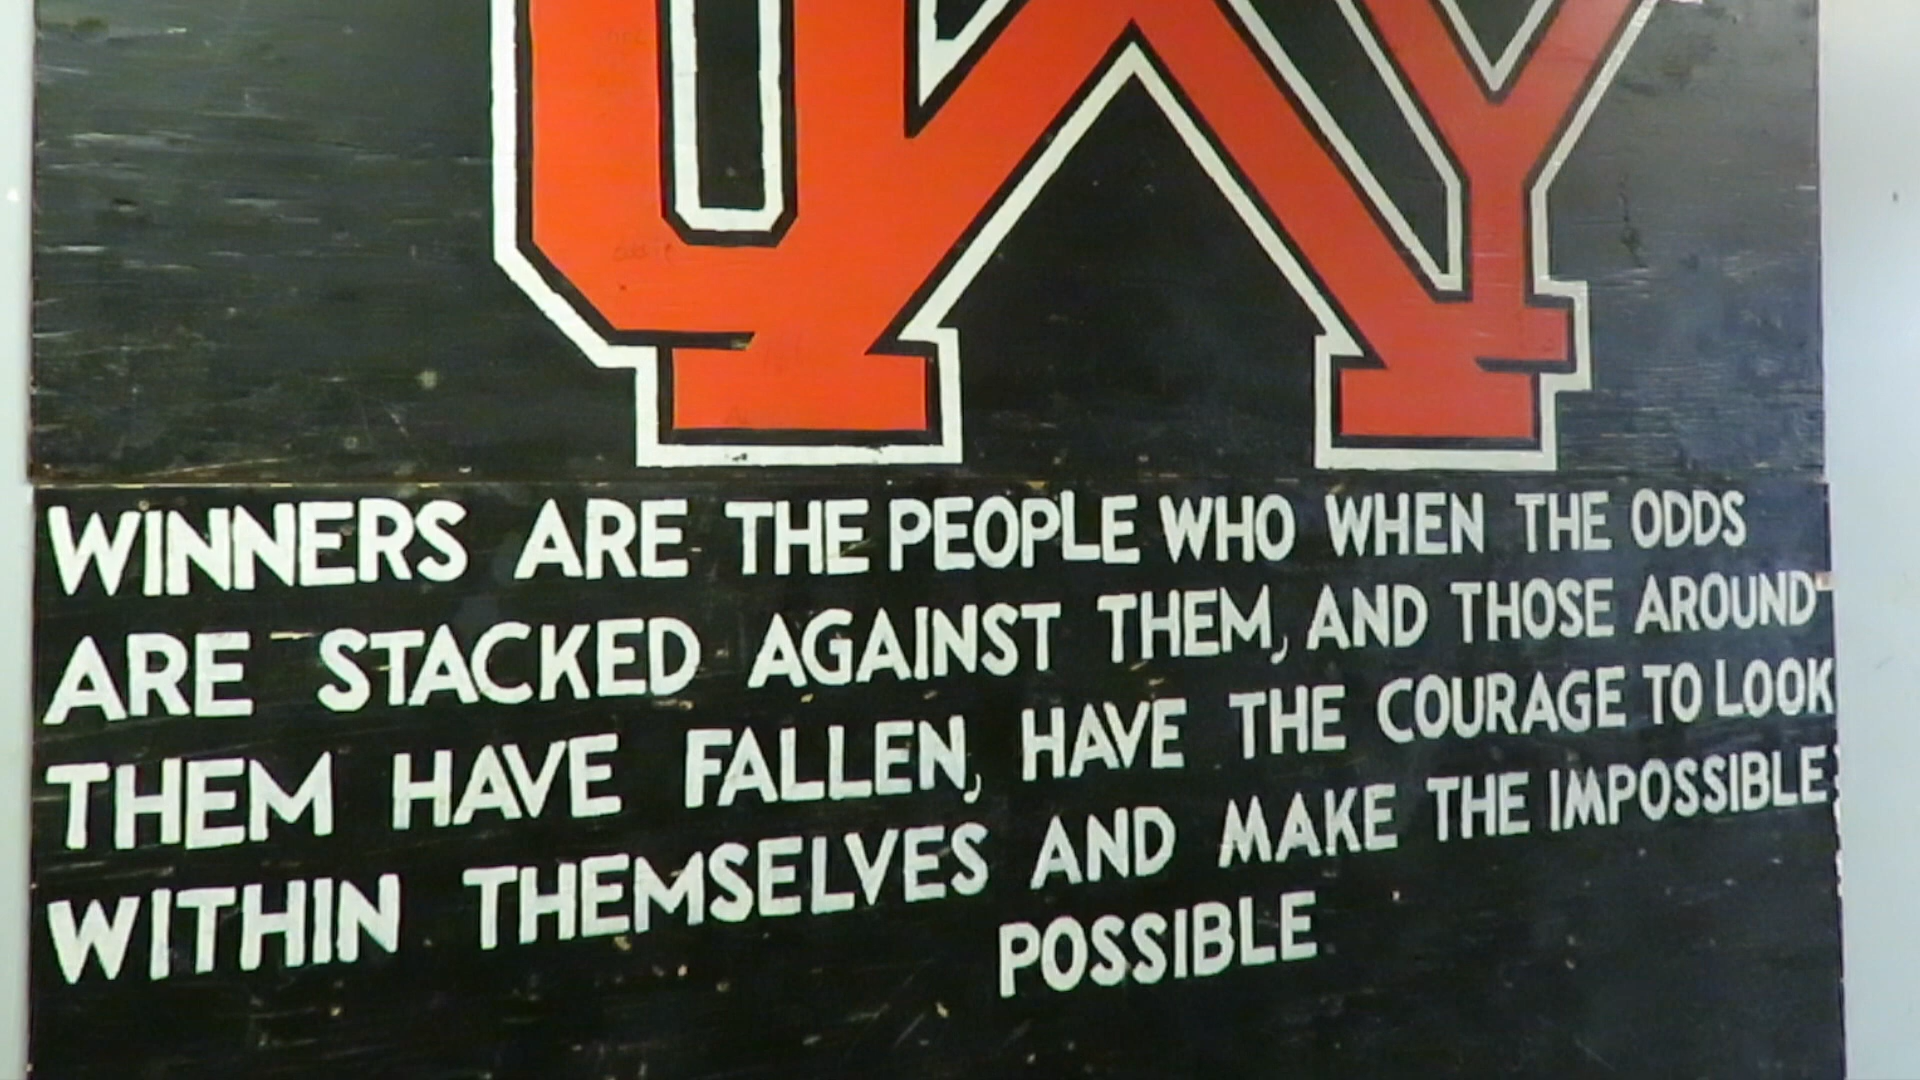 WINNERS ARE THE PEOPLE WHO WHEN THE ODDS
ARE STACKED AGAINST THEM, AND THOSE AROUND
THEM HAVE FALLEN, HAVE THE COURAGE TO LOOK
WITHIN THEMSELVES AND MAKE THE IMPOSSIBLE
POSSIBLE